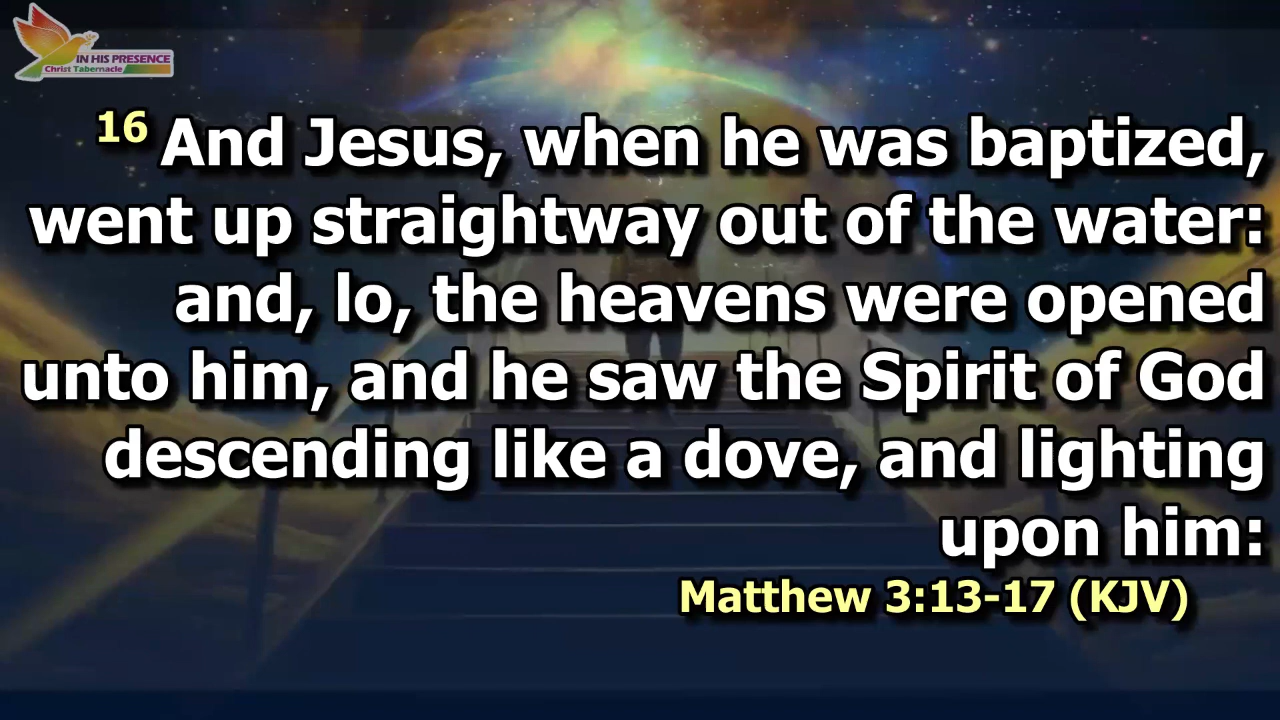 IN HIS PRESENCE
Christ Tabernacle
16 And Jesus, when he was baptized,
went up straightway out of the water:
and, lo, the heavens were opened
unto him, and he saw the Spirit of God
descending like a dove, and lighting
upon him:
Matthew 3:13-17 (KJV)